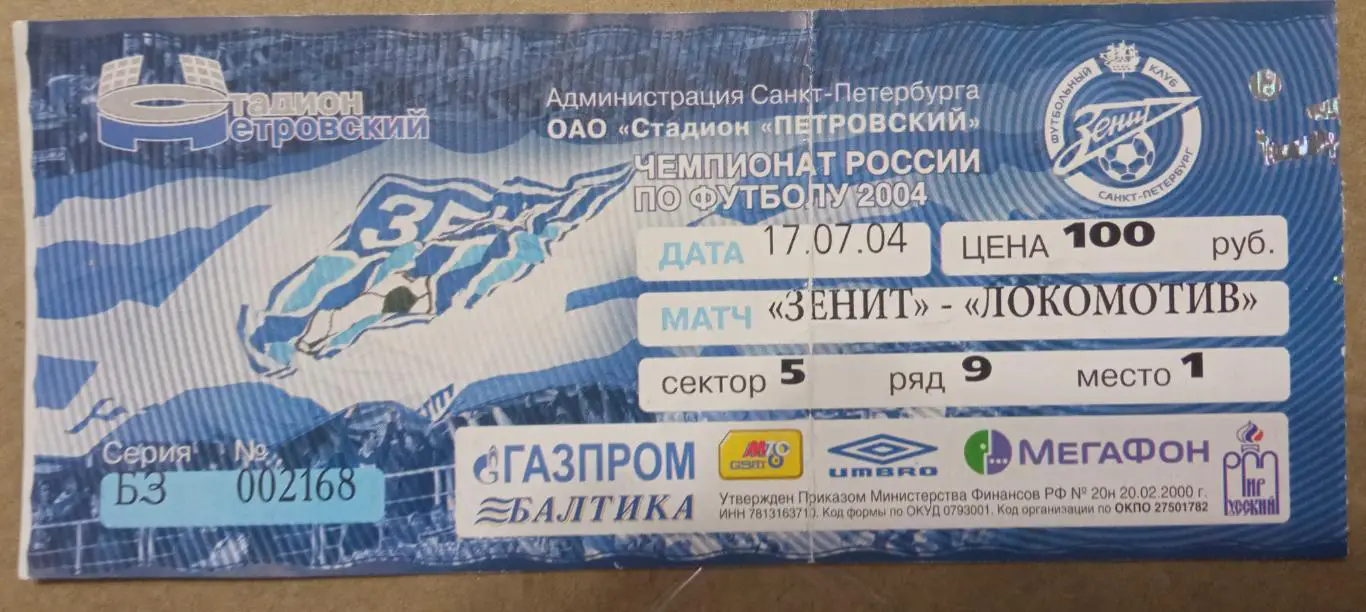 Стадион
Петровский
Администрация Санкт-Петербурга
ОАО «Стадион «ПЕТРОВСКИЙ»
ЧЕМПИОНАТ РОССИИ
ПО ФУТБОЛУ 2004
ФУТБОЛЬНЫЙ КЛУБ
Зенит
САНКТ-ПЕТЕРБУРГ
ДАТА 17.07.04
ЦЕНА 100 руб.
МАТЧ «ЗЕНИТ» - «ЛОКОМОТИВ»
сектор 5 ряд 9 место 1
Серия №
БЗ 002168
ГАЗПРОМ
БАЛТИКА
UMBRO
МЕГАФОН
Утвержден Приказом Министерства Финансов РФ № 20н 20.02.2000 г.
ИНН 7813163710. Код формы по ОКУД 0793001. Код организации по ОКПО 27501782